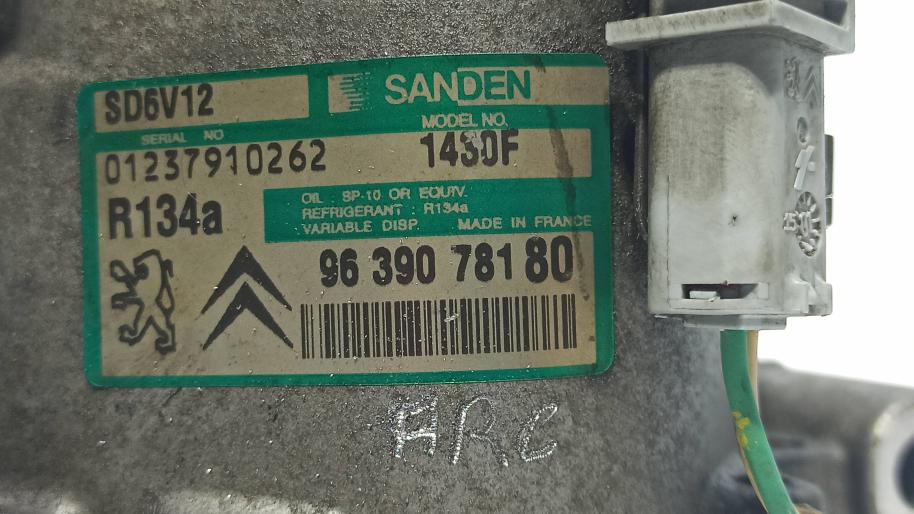 SD6V12
SANDEN
SERIAL NO
MODEL NO.
01237910262
1430F
R134a
OIL : SP-10 OR EQUIV.
REFRIGERANT : R134a
VARIABLE DISP. MADE IN FRANCE
96 390 781 80
ARC